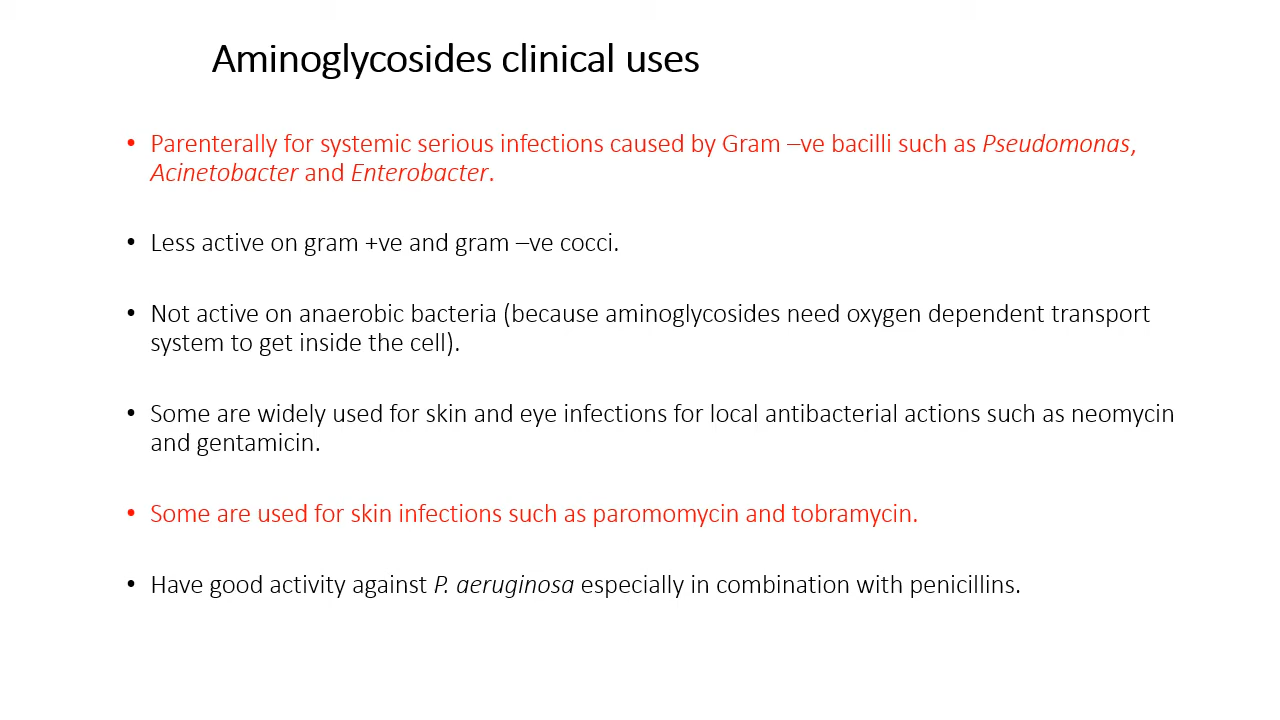 Aminoglycosides clinical uses
• Parenterally for systemic serious infections caused by Gram –ve bacilli such as Pseudomonas,
Acinetobacter and Enterobacter.
• Less active on gram +ve and gram –ve cocci.
• Not active on anaerobic bacteria (because aminoglycosides need oxygen dependent transport
system to get inside the cell).
• Some are widely used for skin and eye infections for local antibacterial actions such as neomycin
and gentamicin.
• Some are used for skin infections such as paromomycin and tobramycin.
• Have good activity against P. aeruginosa especially in combination with penicillins.